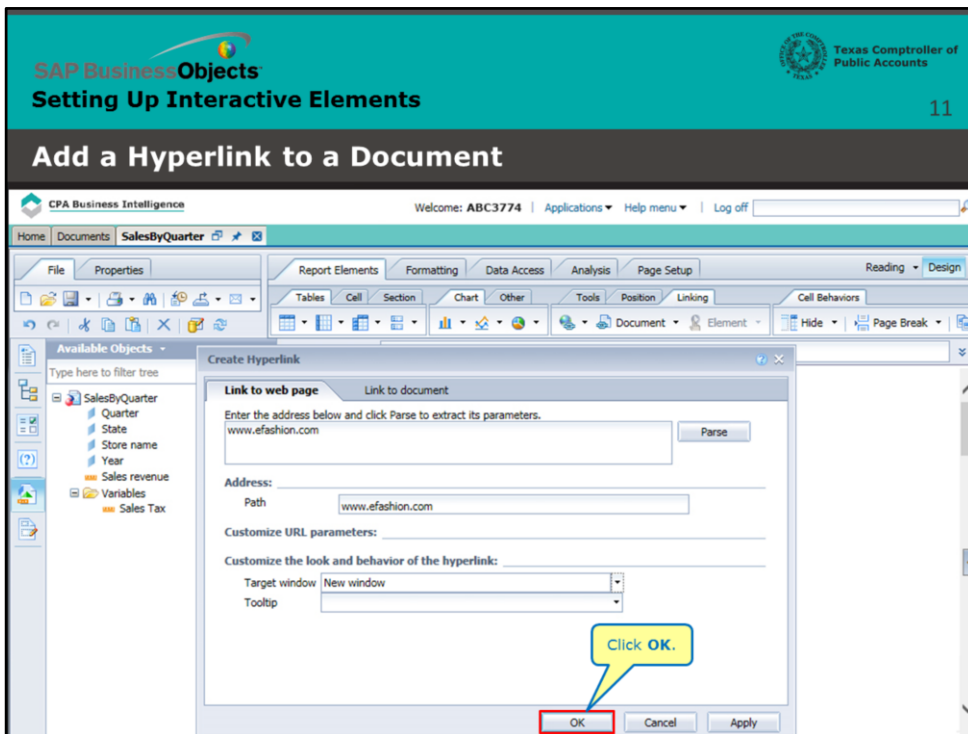 SAP BusinessObjects
Setting Up Interactive Elements
Texas Comptroller of
Public Accounts
11
Add a Hyperlink to a Document
CPA Business Intelligence
Welcome: ABC3774 | Applications Help menu | Log off
Home Documents SalesByQuarter
File Properties
Report Elements Formatting Data Access Analysis Page Setup
Reading Design
Tables Cell Section Chart Other Tools Position Linking Cell Behaviors
Document Element Hide Page Break
Available Objects
Type here to filter tree
SalesByQuarter
Quarter
State
Store name
Year
Sales revenue
Variables
Sales Tax
Create Hyperlink
Link to web page Link to document
Enter the address below and click Parse to extract its parameters.
www.efashion.com
Parse
Address:
Path www.efashion.com
Customize URL parameters:
Customize the look and behavior of the hyperlink:
Target window New window
Tooltip
Click OK.
OK Cancel Apply